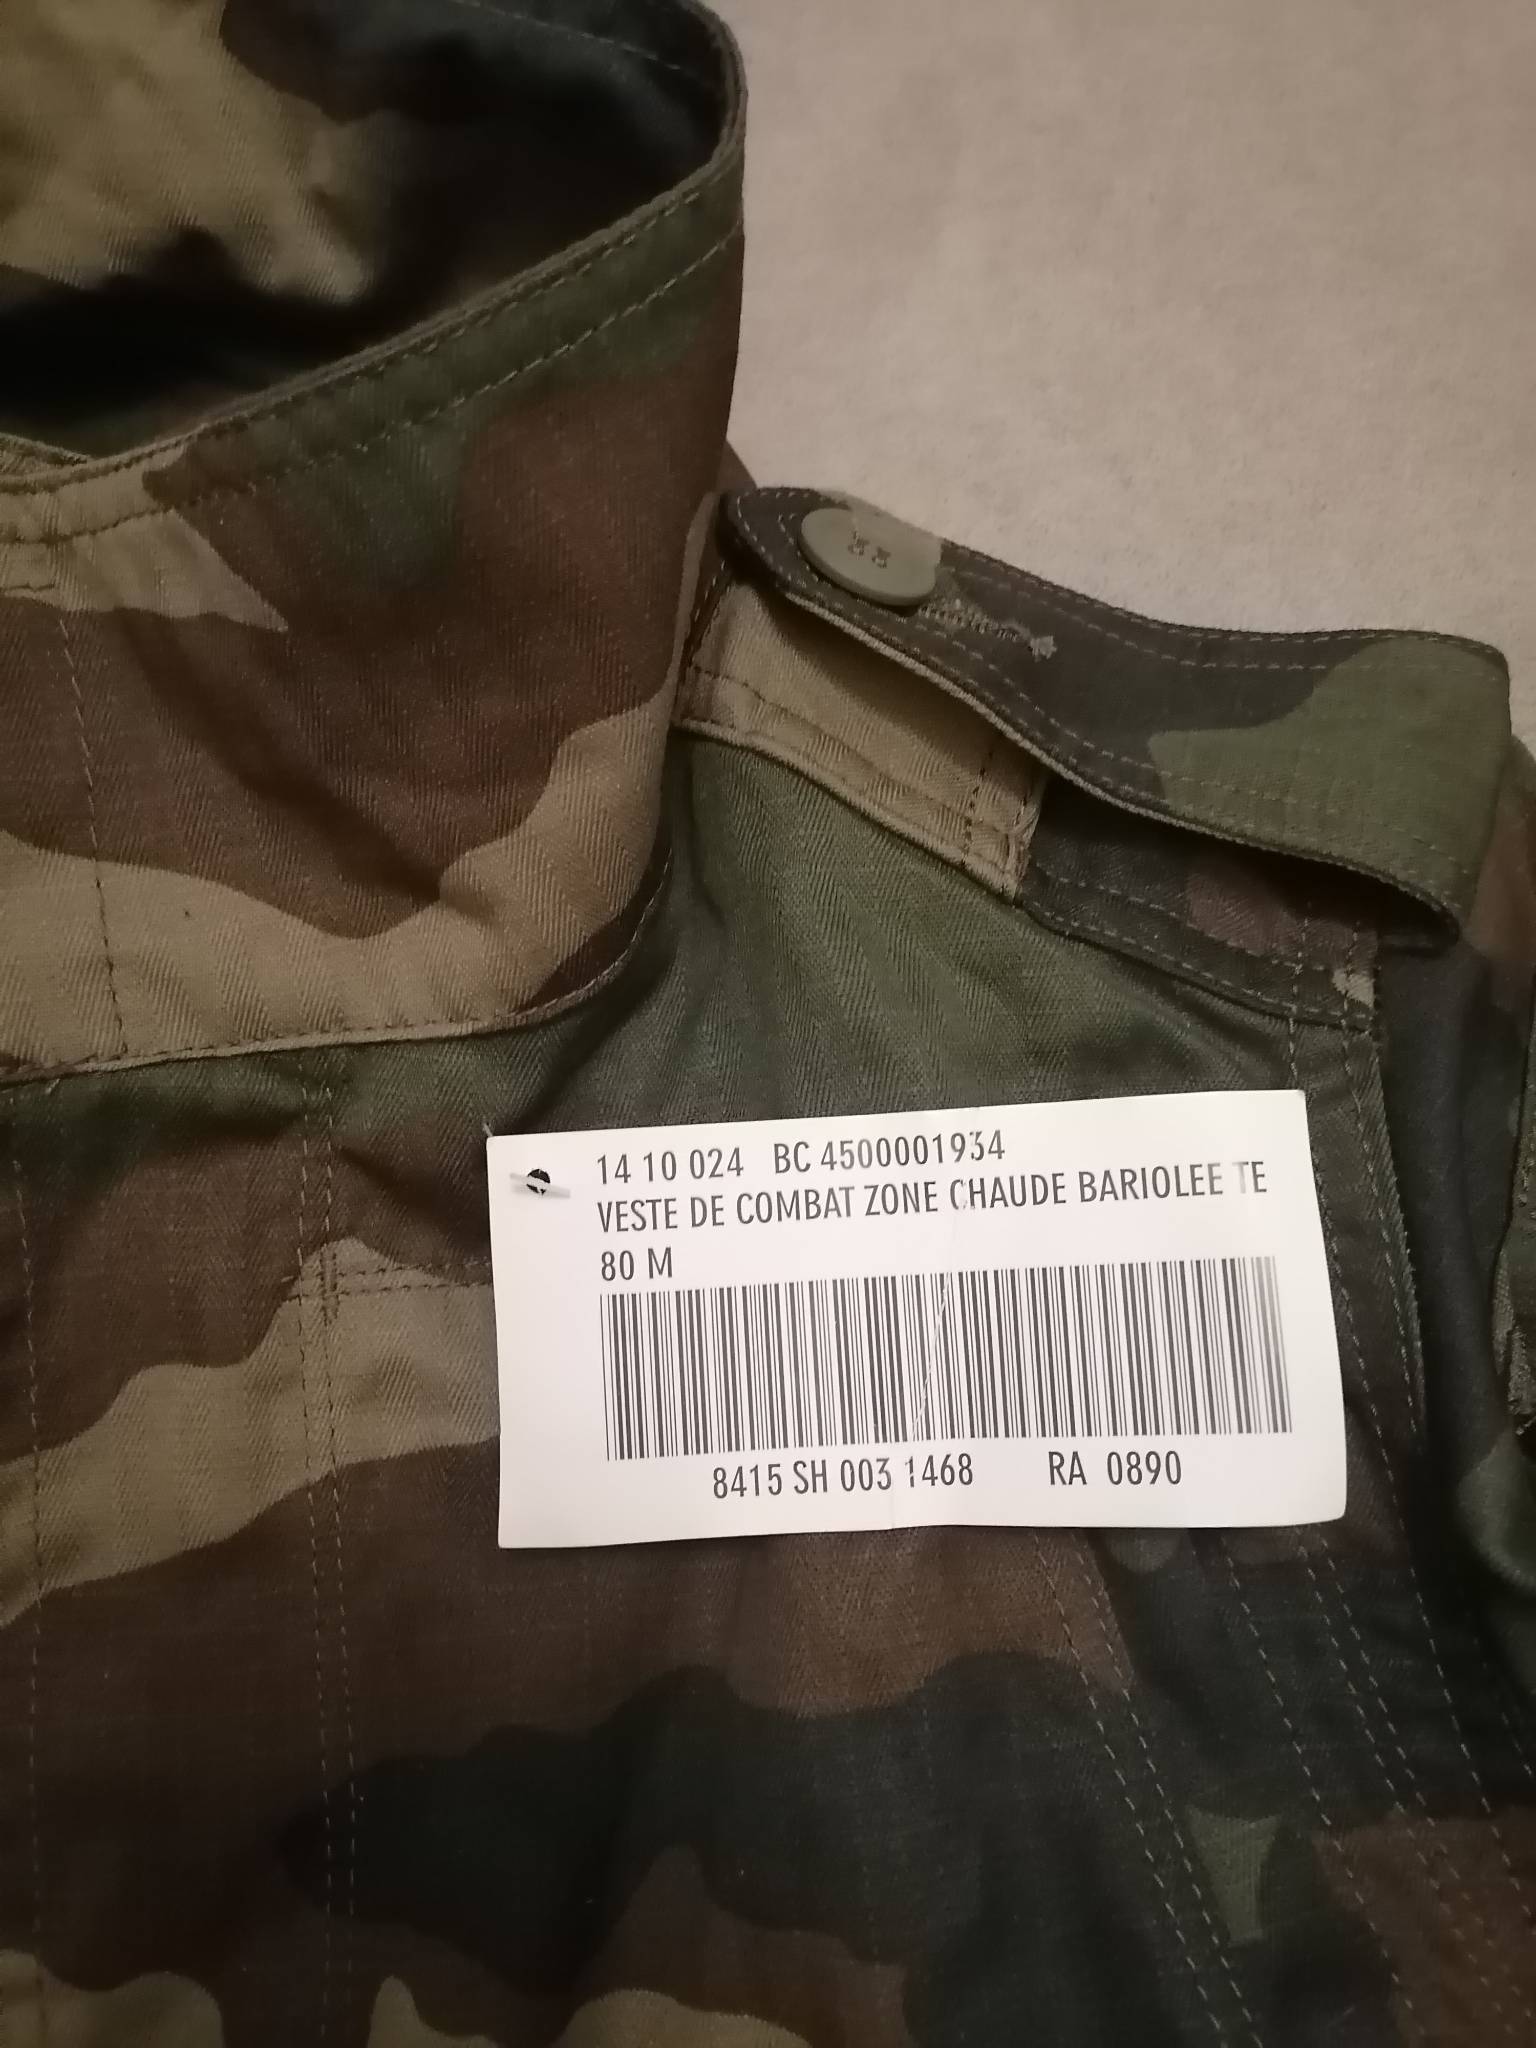 14 10 024 BC 4500001934
VESTE DE COMBAT ZONE CHAUDE BARIOLEE TE
80 M
8415 SH 003 1468 RA 0890